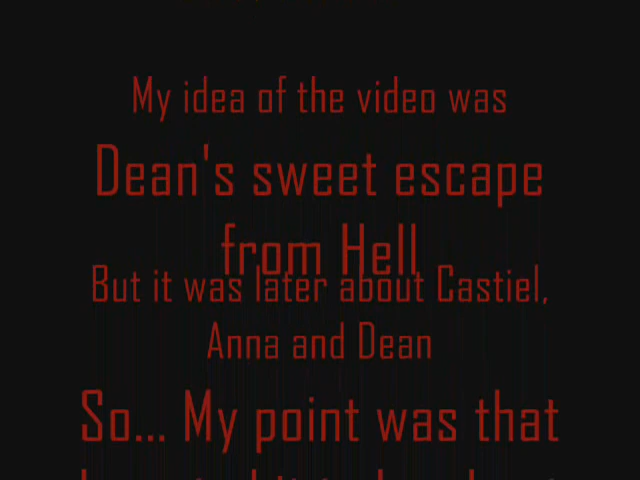 My idea of the video was
Dean's sweet escape
from Hell
But it was later about Castiel,
Anna and Dean
So... My point was that